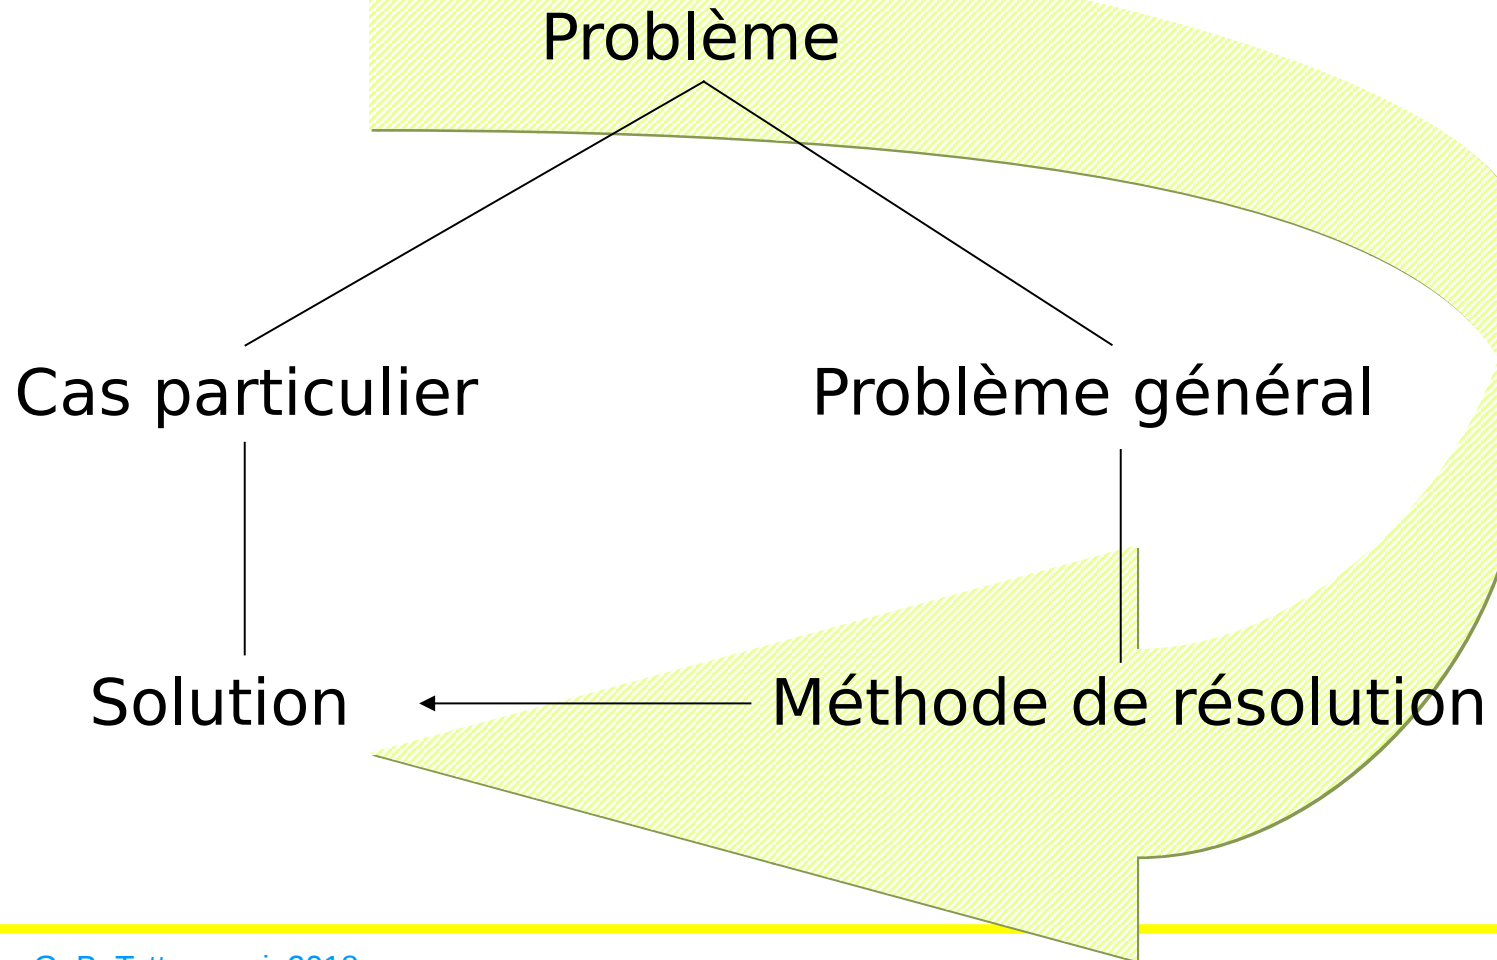 Problème
Cas particulier
Problème général
Solution
Méthode de résolution